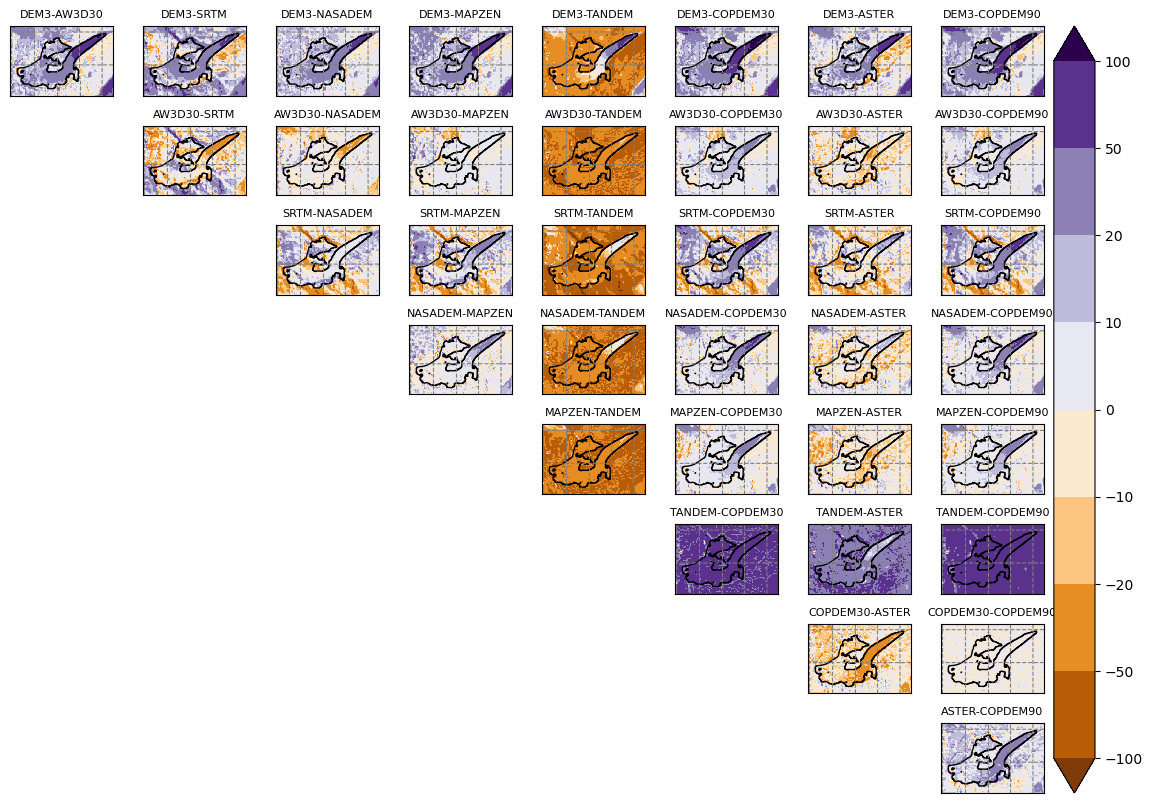 DEM3-AW3D30
DEM3-SRTM
DEM3-NASADEM
DEM3-MAPZEN
DEM3-TANDEM
DEM3-COPDEM30
DEM3-ASTER
DEM3-COPDEM90
AW3D30-SRTM
AW3D30-NASADEM
AW3D30-MAPZEN
AW3D30-TANDEM
AW3D30-COPDEM30
AW3D30-ASTER
AW3D30-COPDEM90
SRTM-NASADEM
SRTM-MAPZEN
SRTM-TANDEM
SRTM-COPDEM30
SRTM-ASTER
SRTM-COPDEM90
NASADEM-MAPZEN
NASADEM-TANDEM
NASADEM-COPDEM30
NASADEM-ASTER
NASADEM-COPDEM90
MAPZEN-TANDEM
MAPZEN-COPDEM30
MAPZEN-ASTER
MAPZEN-COPDEM90
TANDEM-COPDEM30
TANDEM-ASTER
TANDEM-COPDEM90
COPDEM30-ASTER
COPDEM30-COPDEM90
ASTER-COPDEM90
100
50
20
10
0
−10
−20
−50
−100